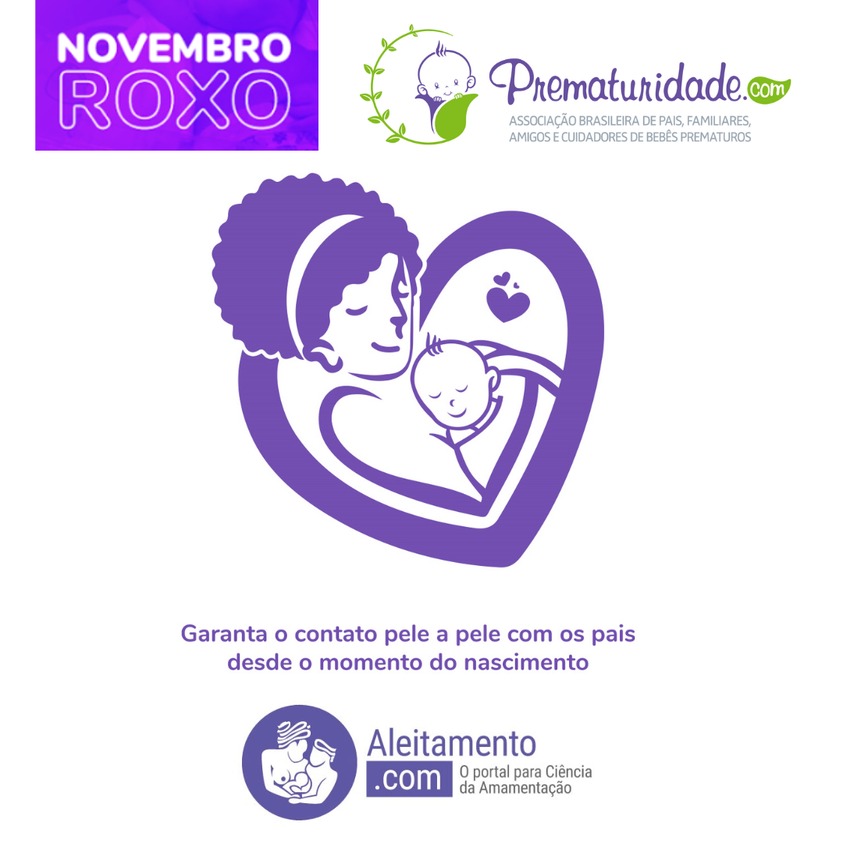 NOVEMBRO
ROXO
Prematuridade.com
ASSOCIAÇÃO BRASILEIRA DE PAIS, FAMILIARES,
AMIGOS E CUIDADORES DE BEBÊS PREMATUROS
Garanta o contato pele a pele com os pais
desde o momento do nascimento
Aleitamento
.com
O portal para Ciência
da Amamentação